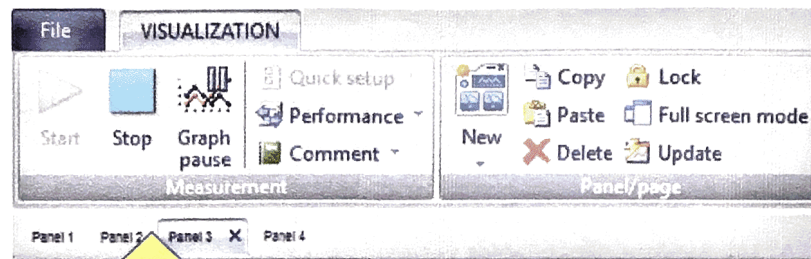 File VISUALIZATION
Start Stop Graph pause
Quick setup
Performance
Comment
Measurement
New
Copy
Paste
Delete
Lock
Full screen mode
Update
Panel/page
Panel 1 Panel 2 Panel 3 X Panel 4